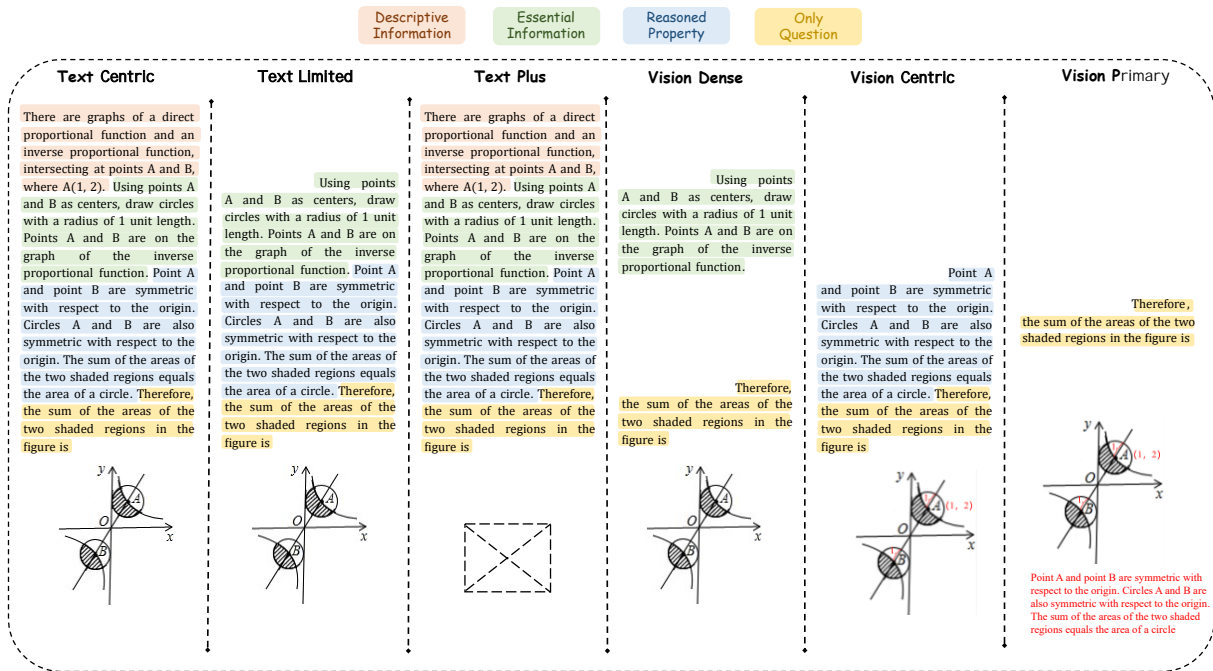 Descriptive
Information
Essential
Information
Reasoned
Property
Only
Question
Text Centric
There are graphs of a direct
proportional function and an
inverse proportional function,
intersecting at points A and B,
where A(1, 2). Using points A
and B as centers, draw circles
with a radius of 1 unit length.
Points A and B are on the
graph of the inverse
proportional function. Point A
and point B are symmetric
with respect to the origin.
Circles A and B are also
symmetric with respect to the
origin. The sum of the areas of
the two shaded regions equals
the area of a circle. Therefore,
the sum of the areas of the
two shaded regions in the
figure is
y
A
O
x
B
Text Limited
Using points
A and B as centers, draw
circles with a radius of 1 unit
length. Points A and B are on
the graph of the inverse
proportional function. Point A
and point B are symmetric
with respect to the origin.
Circles A and B are also
symmetric with respect to the
origin. The sum of the areas of
the two shaded regions equals
the area of a circle. Therefore,
the sum of the areas of the
two shaded regions in the
figure is
y
A
O
x
B
Text Plus
There are graphs of a direct
proportional function and an
inverse proportional function,
intersecting at points A and B,
where A(1, 2). Using points A
and B as centers, draw circles
with a radius of 1 unit length.
Points A and B are on the
graph of the inverse
proportional function. Point A
and point B are symmetric
with respect to the origin.
Circles A and B are also
symmetric with respect to the
origin. The sum of the areas of
the two shaded regions equals
the area of a circle. Therefore,
the sum of the areas of the
two shaded regions in the
figure is
Vision Dense
Using points
A and B as centers, draw
circles with a radius of 1 unit
length. Points A and B are on
the graph of the inverse
proportional function.
Therefore,
the sum of the areas of the
two shaded regions in the
figure is
y
A
O
x
B
Vision Centric
Point A
and point B are symmetric
with respect to the origin.
Circles A and B are also
symmetric with respect to the
origin. The sum of the areas of
the two shaded regions equals
the area of a circle. Therefore,
the sum of the areas of the
two shaded regions in the
figure is
y
1
A (1, 2)
O
x
1
B
Vision Primary
Therefore,
the sum of the areas of the two
shaded regions in the figure is
y
1
A (1, 2)
O
x
1
B
Point A and point B are symmetric with
respect to the origin. Circles A and B are
also symmetric with respect to the origin.
The sum of the areas of the two shaded
regions equals the area of a circle